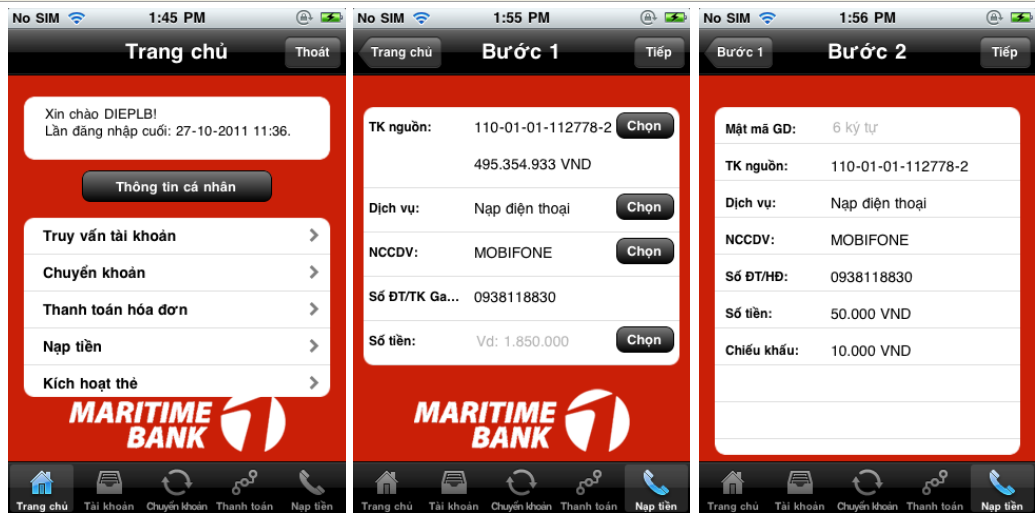 No SIM 1:45 PM
Trang chủ Thoát
Xin chào DIEPLB!
Lần đăng nhập cuối: 27-10-2011 11:36.
Thông tin cá nhân
Truy vấn tài khoản
Chuyển khoản
Thanh toán hóa đơn
Nạp tiền
Kích hoạt thẻ
MARITIME
BANK
Trang chủ Tài khoản Chuyển khoản Thanh toán Nạp tiền
No SIM 1:55 PM
Trang chủ Bước 1 Tiếp
TK nguồn: 110-01-01-112778-2 Chọn
495.354.933 VND
Dịch vụ: Nạp điện thoại Chọn
NCCDV: MOBIFONE Chọn
Số ĐT/TK Ga... 0938118830
Số tiền: Vd: 1.850.000 Chọn
MARITIME
BANK
Trang chủ Tài khoản Chuyển khoản Thanh toán Nạp tiền
No SIM 1:56 PM
Bước 1 Bước 2 Tiếp
Mật mã GD: 6 ký tự
TK nguồn: 110-01-01-112778-2
Dịch vụ: Nạp điện thoại
NCCDV: MOBIFONE
Số ĐT/HĐ: 0938118830
Số tiền: 50.000 VND
Chiếu khấu: 10.000 VND
Trang chủ Tài khoản Chuyển khoản Thanh toán Nạp tiền